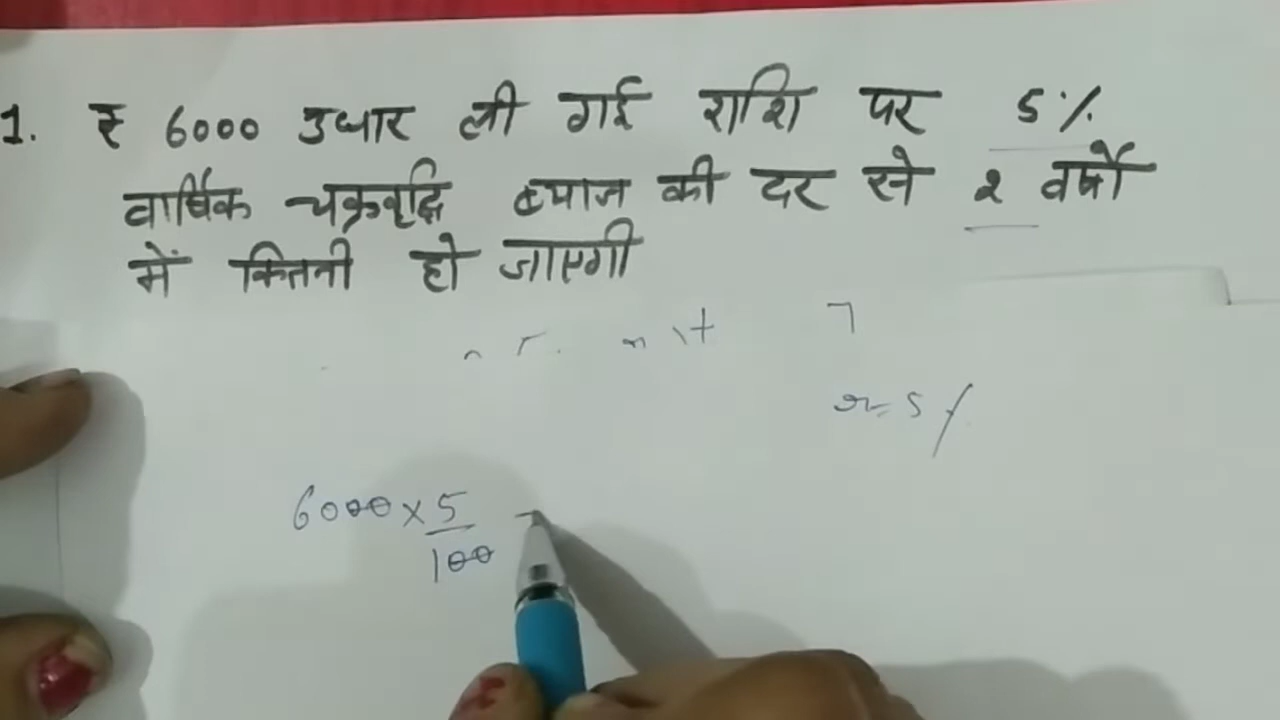 1. ₹ 6000 उधार ली गई राशि पर 5%
वार्षिक चक्रवृद्धि ब्याज की दर से 2 वर्षो
में कितनी हो जाएगी
r = 5%
6000 × 5
100